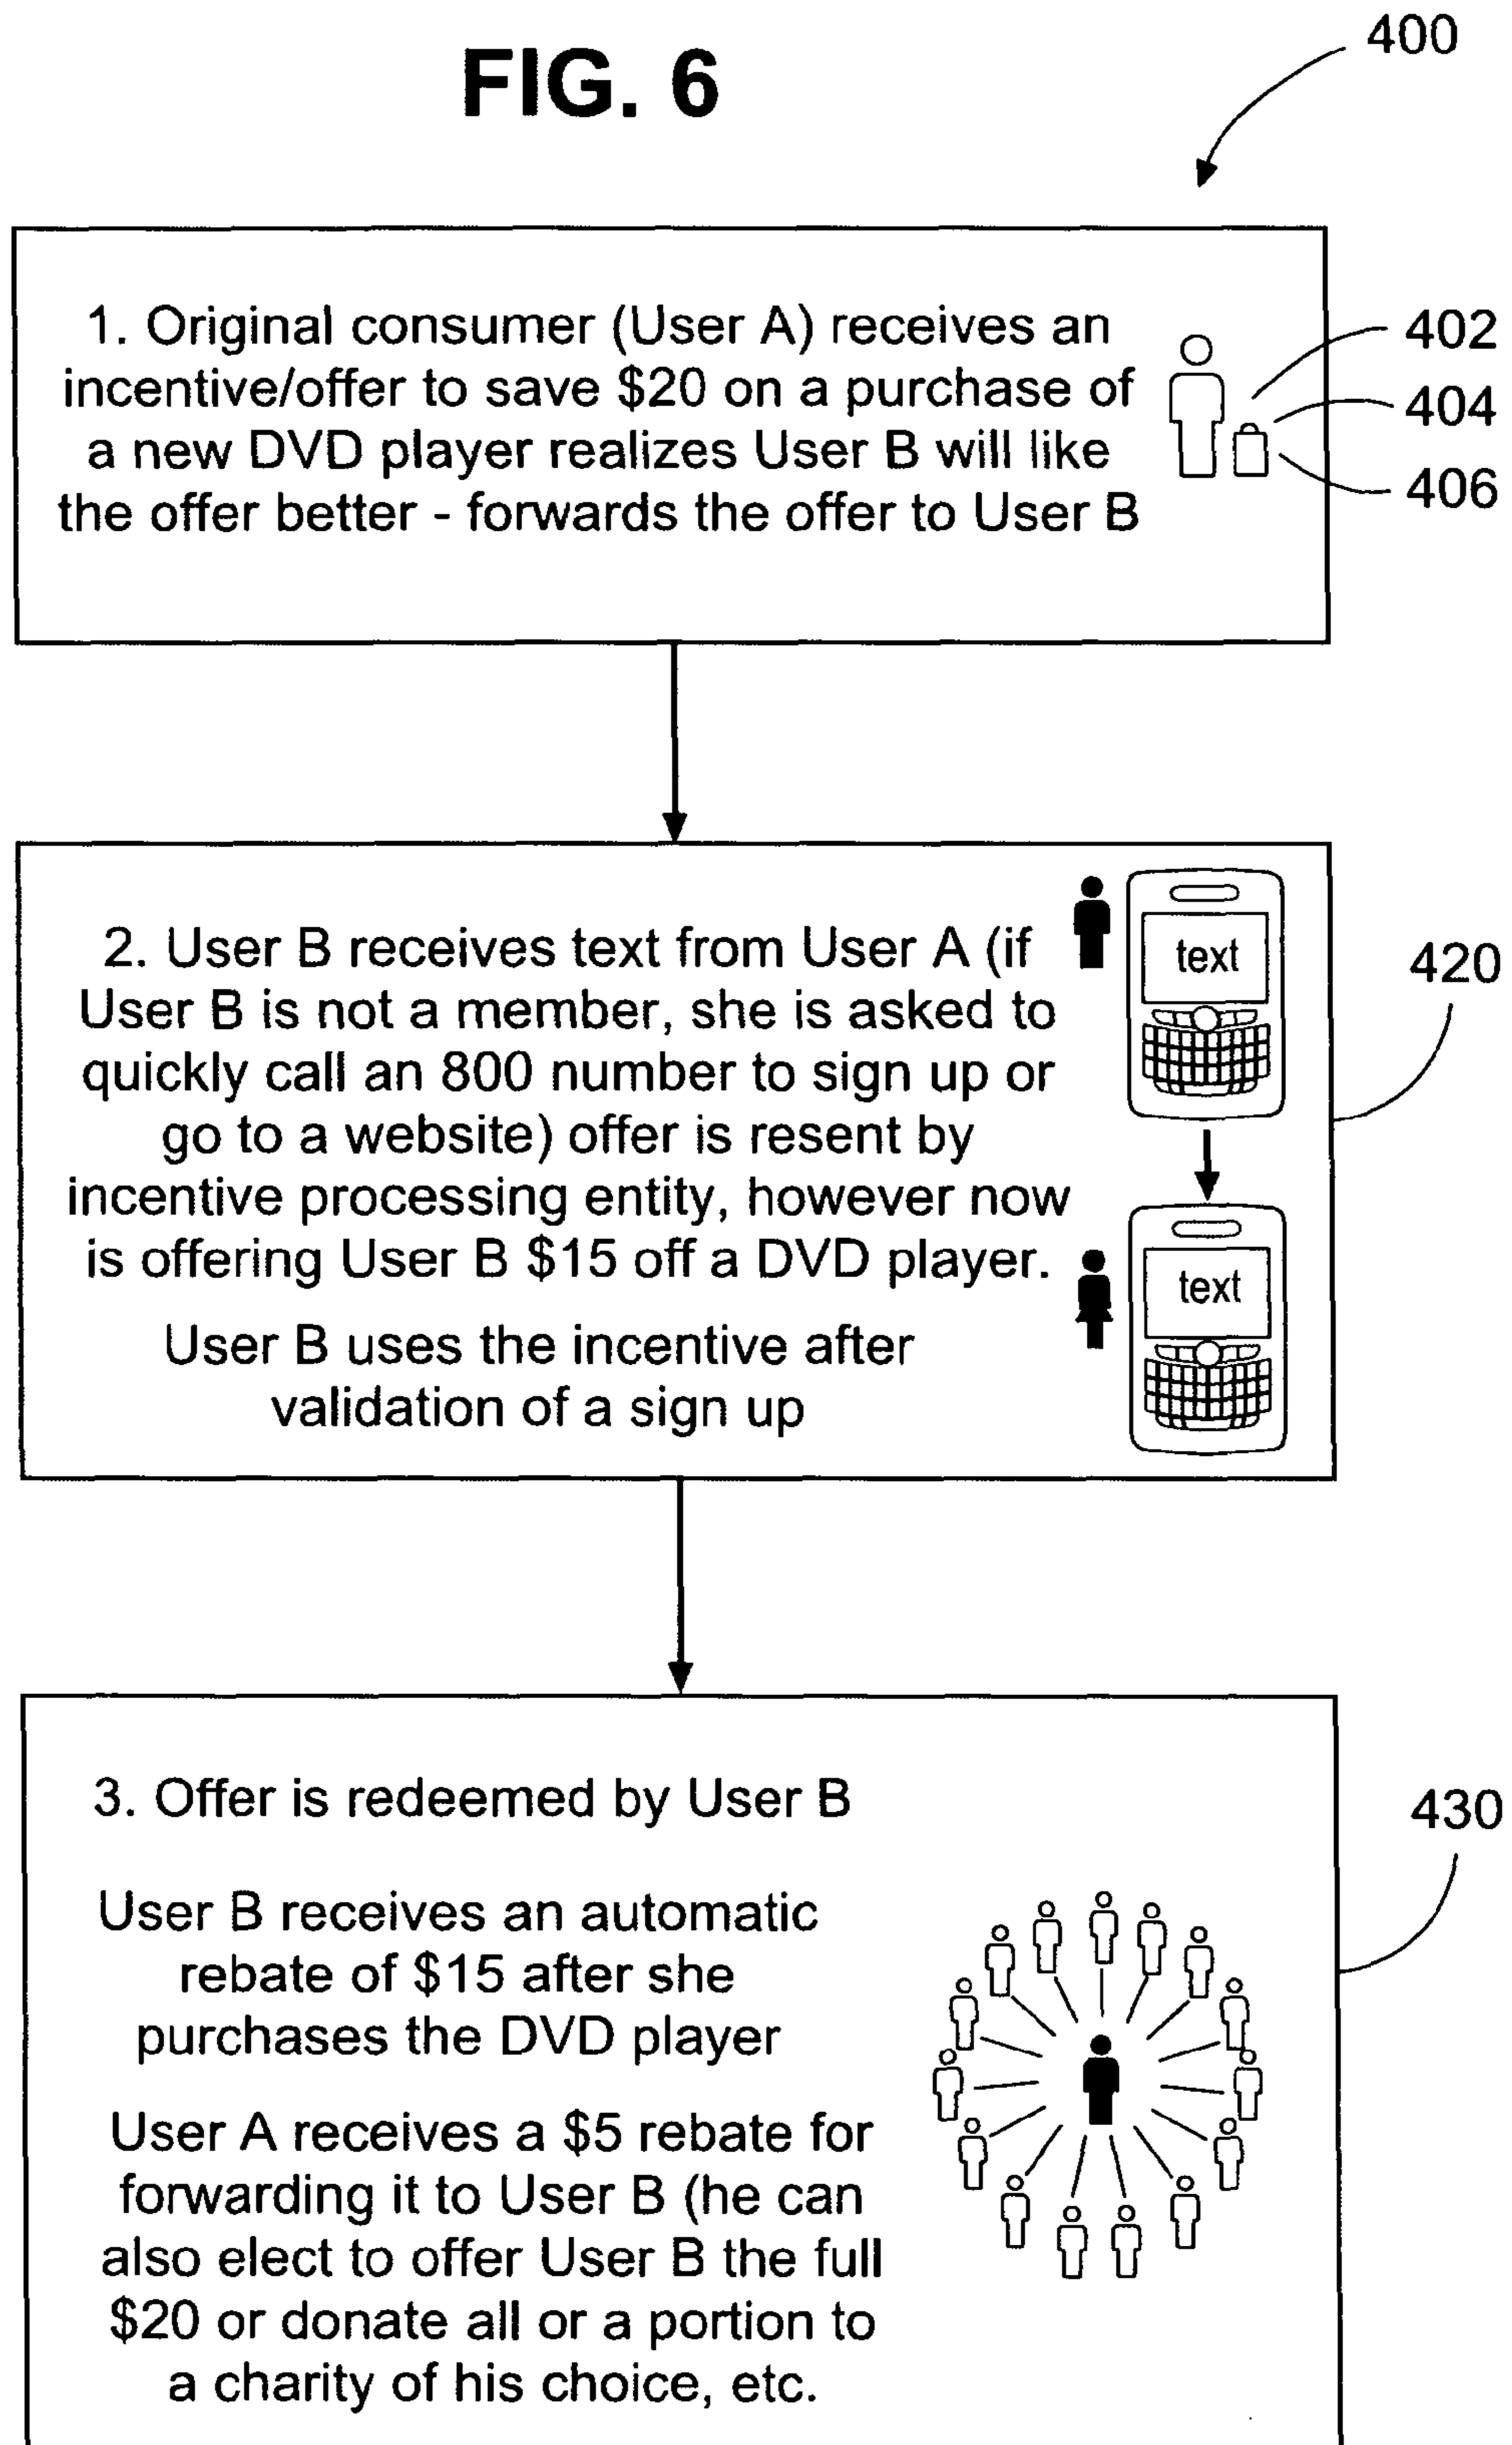 FIG. 6
400
1. Original consumer (User A) receives an
incentive/offer to save $20 on a purchase of
a new DVD player realizes User B will like
the offer better - forwards the offer to User B
402
404
406
2. User B receives text from User A (if
User B is not a member, she is asked to
quickly call an 800 number to sign up or
go to a website) offer is resent by
incentive processing entity, however now
is offering User B $15 off a DVD player.
User B uses the incentive after
validation of a sign up
text
text
420
3. Offer is redeemed by User B
User B receives an automatic
rebate of $15 after she
purchases the DVD player
User A receives a $5 rebate for
forwarding it to User B (he can
also elect to offer User B the full
$20 or donate all or a portion to
a charity of his choice, etc.
430